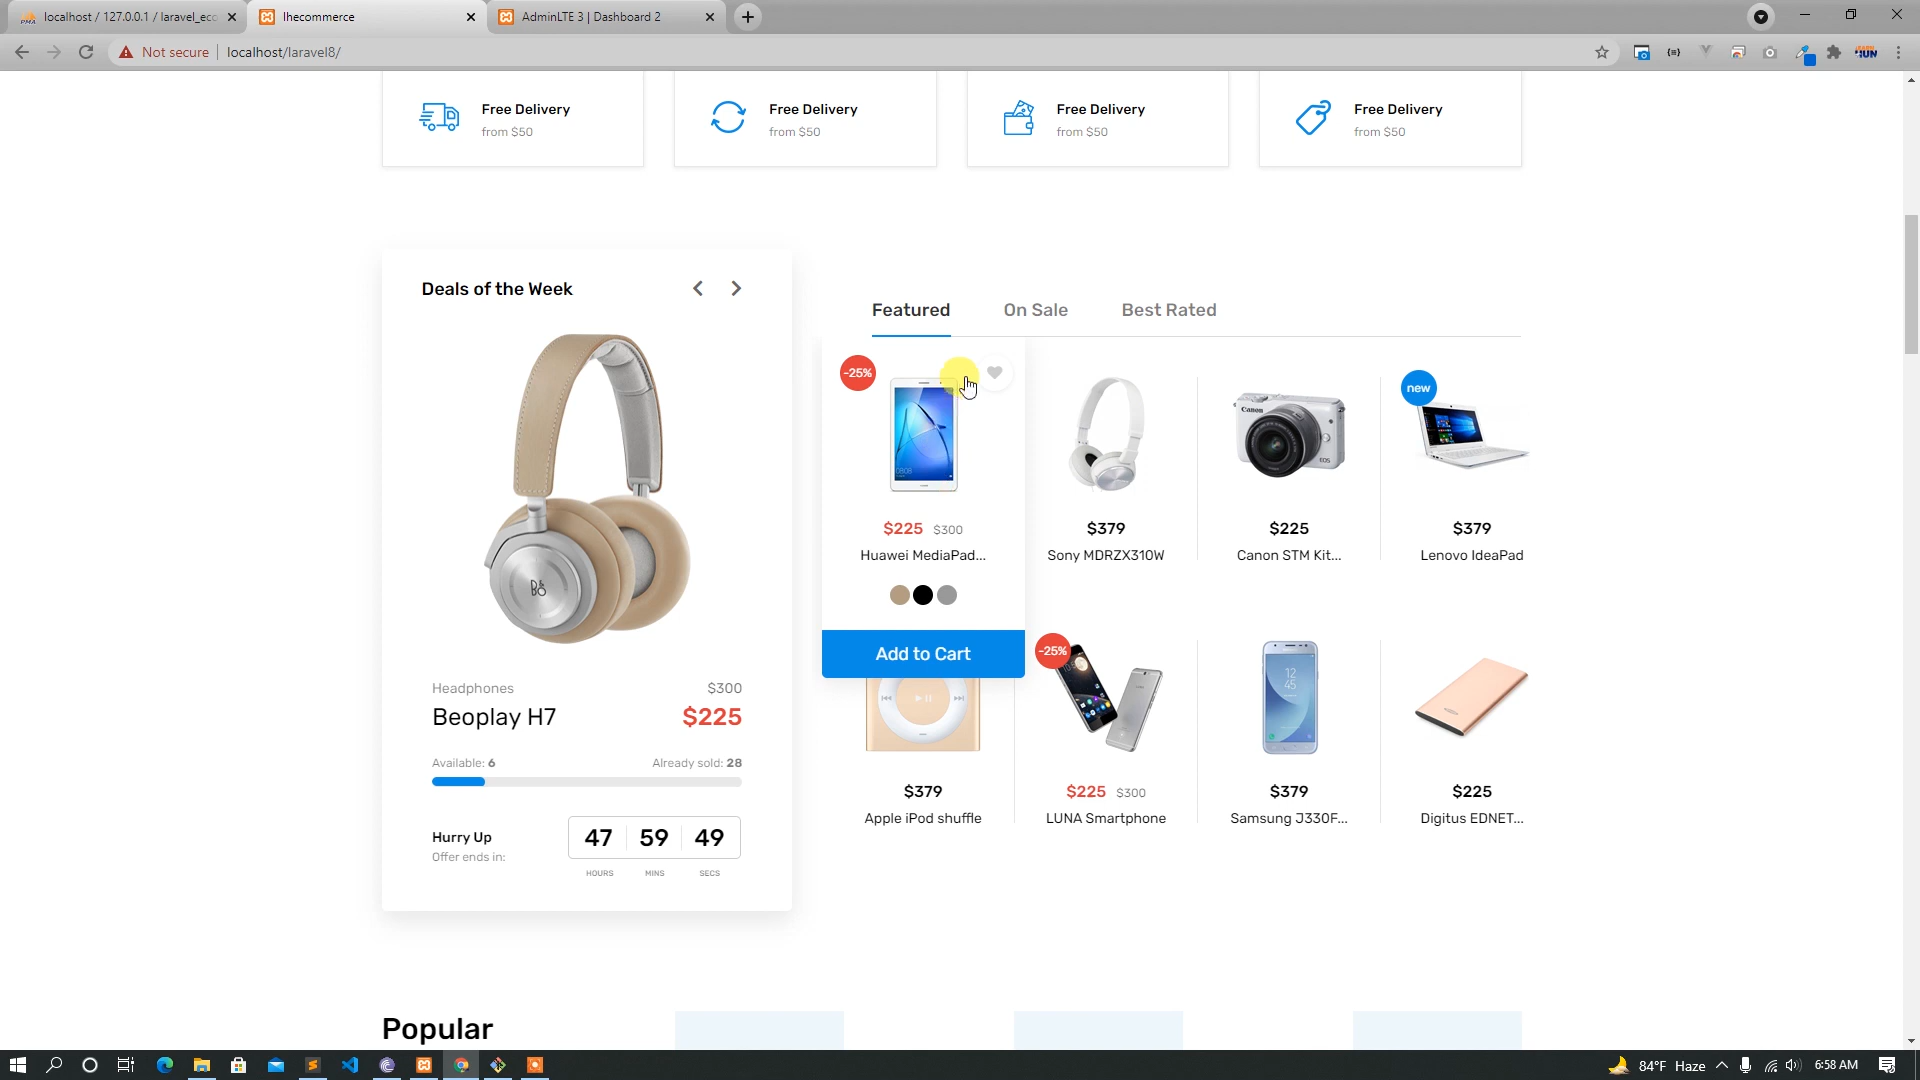 localhost / 127.0.0.1 / laravel_eco
lhecommerce
AdminLTE 3 | Dashboard 2
Not secure
localhost/laravel8/
Free Delivery
from $50
Free Delivery
from $50
Free Delivery
from $50
Free Delivery
from $50
Deals of the Week
Headphones $300
Beoplay H7 $225
Available: 6 Already sold: 28
Hurry Up
Offer ends in:
47 59 49
HOURS MINS SECS
Featured On Sale Best Rated
-25%
$225 $300
Huawei MediaPad...
Add to Cart
$379
Sony MDRZX310W
Canon
EOS
$225
Canon STM Kit...
new
$379
Lenovo IdeaPad
$379
Apple iPod shuffle
-25%
$225 $300
LUNA Smartphone
12
45
$379
Samsung J330F...
$225
Digitus EDNET...
Popular
84°F Haze
6:58 AM